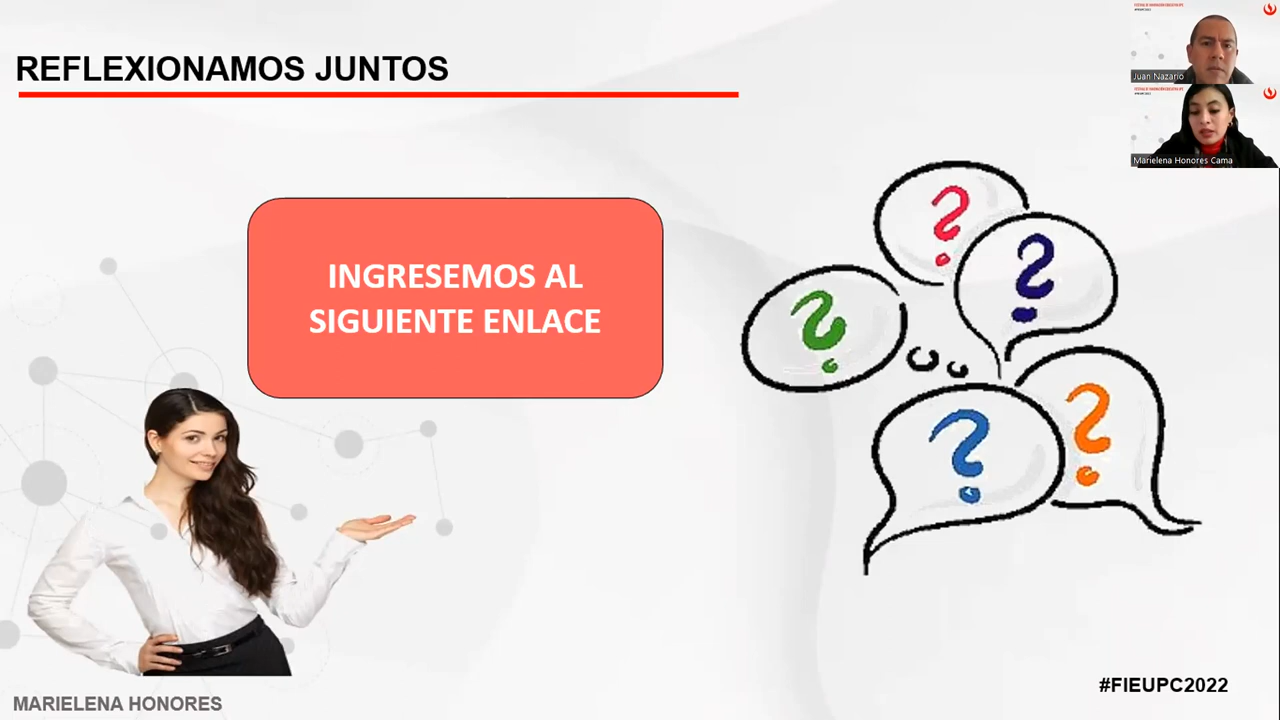 REFLEXIONAMOS JUNTOS
INGRESEMOS AL
SIGUIENTE ENLACE
Juan Nazario
Marielena Honores Cama
#FIEUPC2022
MARIELENA HONORES